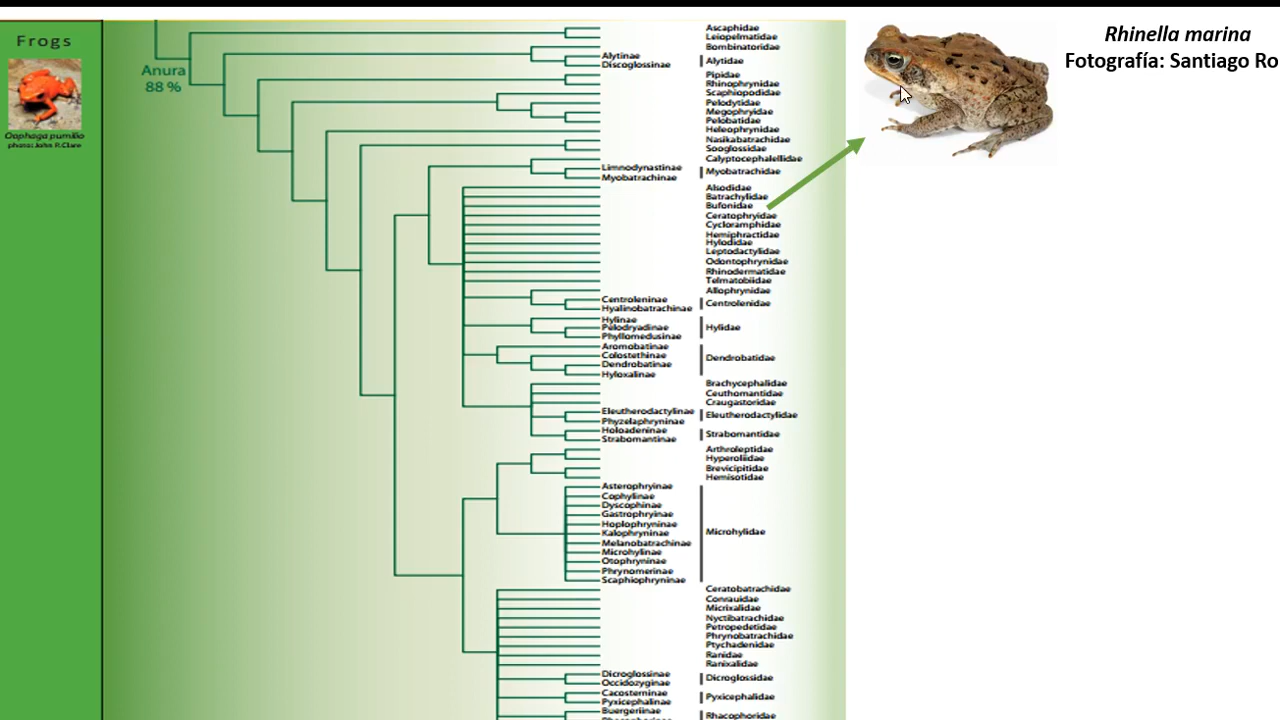 Frogs
Oophaga pumilio
photo: John P. Clare
Anura
88 %
Rhinella marina
Fotografía: Santiago Ro
Ascaphidae
Leiopelmatidae
Bombinatoridae
Alytinae
Discoglossinae
Alytidae
Pipidae
Rhinophrynidae
Scaphiopodidae
Pelodytidae
Megophryidae
Pelobatidae
Heleophrynidae
Nasikabatrachidae
Sooglossidae
Calyptocephalellidae
Limnodynastinae
Myobatrachinae
Myobatrachidae
Alsodidae
Batrachylidae
Bufonidae
Ceratophryidae
Cycloramphidae
Hemiphractidae
Hylodidae
Leptodactylidae
Odontophrynidae
Rhinodermatidae
Telmatobiidae
Allophrynidae
Centroleninae
Hyalinobatrachinae
Centrolenidae
Hylinae
Pelodryadinae
Phyllomedusinae
Hylidae
Aromobatinae
Colostethinae
Dendrobatinae
Hyloxalinae
Dendrobatidae
Brachycephalidae
Ceuthomantidae
Craugastoridae
Eleutherodactylinae
Phyzelaphryninae
Eleutherodactylidae
Holoadeninae
Strabomantinae
Strabomantidae
Arthroleptidae
Hyperoliidae
Brevicipitidae
Hemisotidae
Asterophryinae
Cophylinae
Dyscophinae
Gastrophryinae
Hoplophryninae
Kalophryninae
Melanobatrachinae
Microhylinae
Otophryninae
Phrynomerinae
Scaphiophryninae
Microhylidae
Ceratobatrachidae
Conrauidae
Micrixalidae
Nyctibatrachidae
Petropedetidae
Phrynobatrachidae
Ptychadenidae
Ranidae
Ranixalidae
Dicroglossinae
Occidozyginae
Dicroglossidae
Cacosterninae
Pyxicephalinae
Pyxicephalidae
Buergeriinae
Rhacophoridae